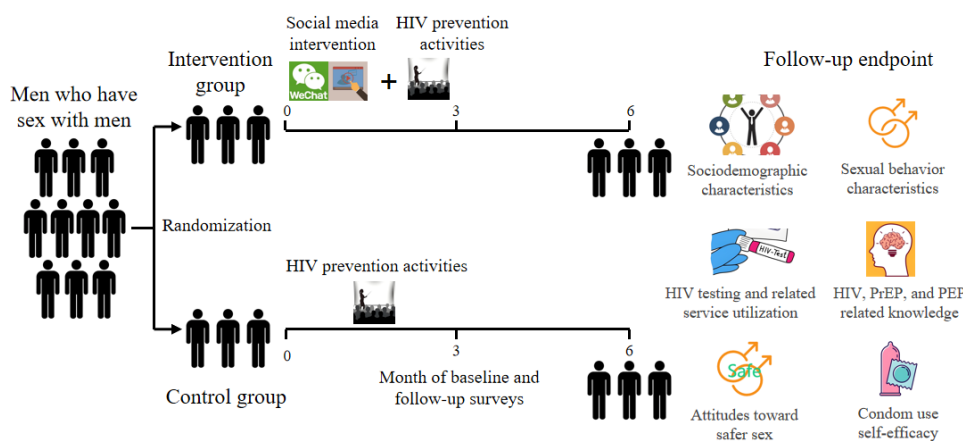 Social media
intervention
HIV prevention
activities
Intervention
group
WeChat
+
Follow-up endpoint
Men who have
sex with men
0
3
6
Sociodemographic
characteristics
Sexual behavior
characteristics
Randomization
HIV prevention activities
HIV-Test
HIV testing and related
service utilization
HIV, PrEP, and PEP
related knowledge
0
3
6
Control group
Month of baseline and
follow-up surveys
Safe
Attitudes toward
safer sex
Condom use
self-efficacy